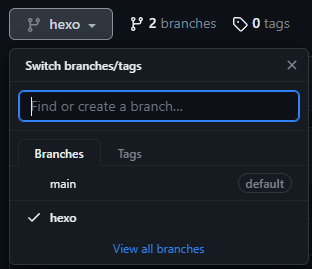 hexo 2 branches 0 tags
Switch branches/tags
Find or create a branch...
Branches Tags
main default
hexo
View all branches